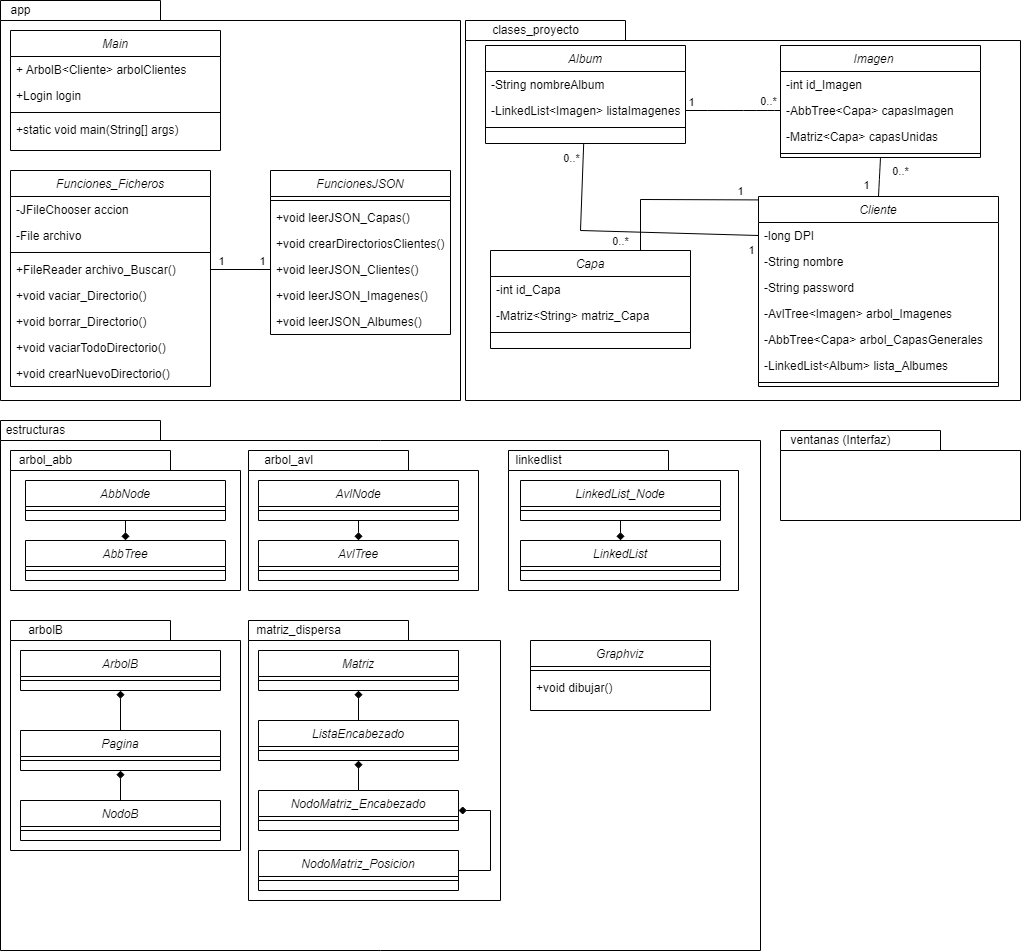 app
Main
+ ArbolB<Cliente> arbolClientes
+Login login
+static void main(String[] args)
Funciones_Ficheros
-JFileChooser accion
-File archivo
+FileReader archivo_Buscar()
+void vaciar_Directorio()
+void borrar_Directorio()
+void vaciarTodoDirectorio()
+void crearNuevoDirectorio()
1
1
FuncionesJSON
+void leerJSON_Capas()
+void crearDirectoriosClientes()
+void leerJSON_Clientes()
+void leerJSON_Imagenes()
+void leerJSON_Albumes()
clases_proyecto
Album
-String nombreAlbum
-LinkedList<Imagen> listaImagenes
1
0..*
Imagen
-int id_Imagen
-AbbTree<Capa> capasImagen
-Matriz<Capa> capasUnidas
0..*
0..*
1
1
0..*
1
Capa
-int id_Capa
-Matriz<String> matriz_Capa
Cliente
-long DPI
-String nombre
-String password
-AvlTree<Imagen> arbol_Imagenes
-AbbTree<Capa> arbol_CapasGenerales
-LinkedList<Album> lista_Albumes
estructuras
arbol_abb
AbbNode
AbbTree
arbol_avl
AvlNode
AvlTree
linkedlist
LinkedList_Node
LinkedList
arbolB
ArbolB
Pagina
NodoB
matriz_dispersa
Matriz
ListaEncabezado
NodoMatriz_Encabezado
NodoMatriz_Posicion
Graphviz
+void dibujar()
ventanas (Interfaz)